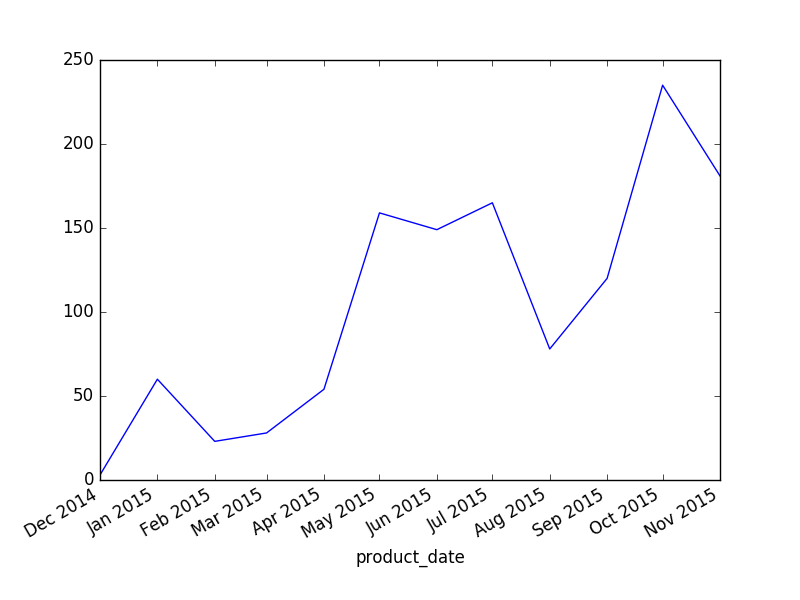 250
200
150
100
50
0
Dec 2014
Jan 2015
Feb 2015
Mar 2015
Apr 2015
May 2015
Jun 2015
Jul 2015
Aug 2015
Sep 2015
Oct 2015
Nov 2015
product_date